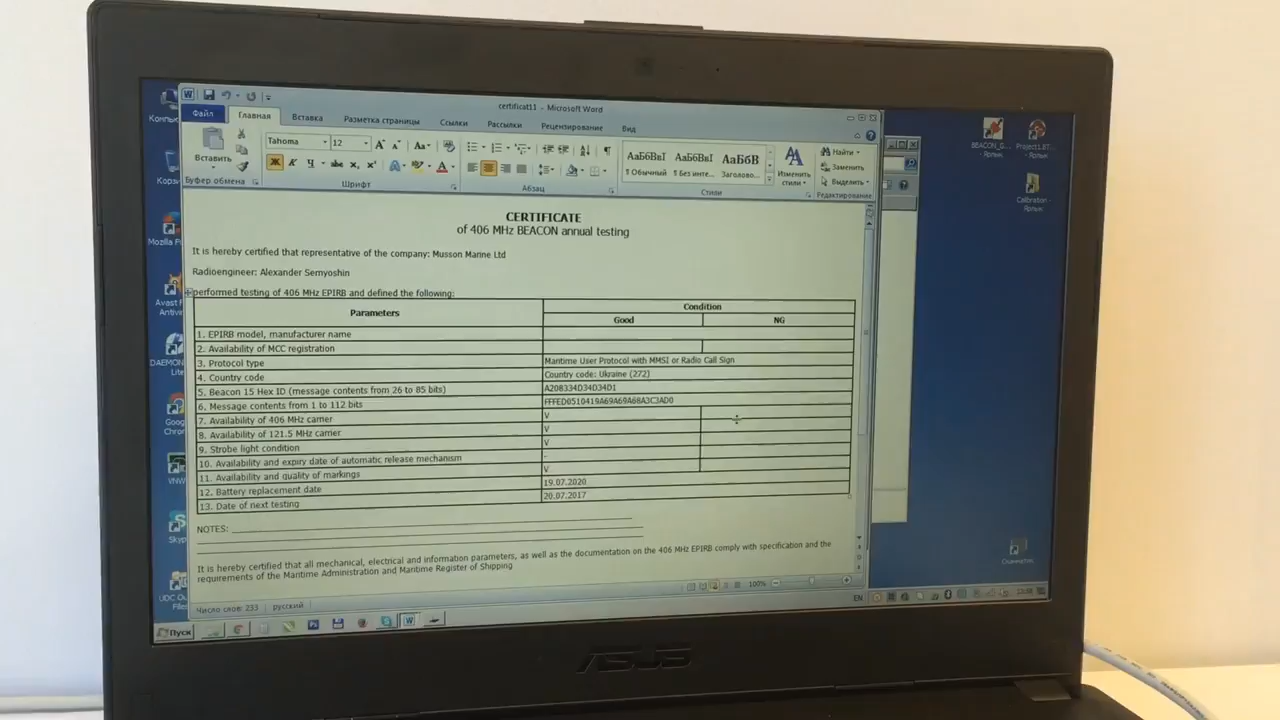 certificat11 - Microsoft Word
Файл
Главная
Вставка
Разметка страницы
Ссылки
Рассылки
Рецензирование
Вид
Вставить
Буфер обмена
Tahoma
12
Шрифт
Абзац
АаБбВвІ
АаБбВвІ
АаБбВ
¶ Обычный
¶ Без инте...
Заголово...
Изменить стили
Стили
Найти
Заменить
Выделить
Редактирование
CERTIFICATE
of 406 MHz BEACON annual testing
It is hereby certified that representative of the company: Musson Marine Ltd
Radioengineer: Alexander Semyoshin
performed testing of 406 MHz EPIRB and defined the following:
Parameters
Condition
Good
NG
1. EPIRB model, manufacturer name
2. Availability of MCC registration
3. Protocol type
Maritime User Protocol with MMSI or Radio Call Sign
4. Country code
Country code: Ukraine (272)
5. Beacon 15 Hex ID (message contents from 26 to 85 bits)
A208334D34D34D1
6. Message contents from 1 to 112 bits
FFFED0510419A69A69A68A3C3AD0
7. Availability of 406 MHz carrier
V
8. Availability of 121.5 MHz carrier
V
9. Strobe light condition
V
10. Availability and expiry date of automatic release mechanism
-
11. Availability and quality of markings
V
12. Battery replacement date
19.07.2020
13. Date of next testing
20.07.2017
NOTES:
It is hereby certified that all mechanical, electrical and information parameters, as well as the documentation on the 406 MHz EPIRB comply with specification and the
requirements of the Maritime Administration and Maritime Register of Shipping
Число слов: 233
русский
100%
Пуск
EN
BEACON_G...
- Ярлык
Project1.BT...
- Ярлык
Calibration -
Ярлык
ASUS